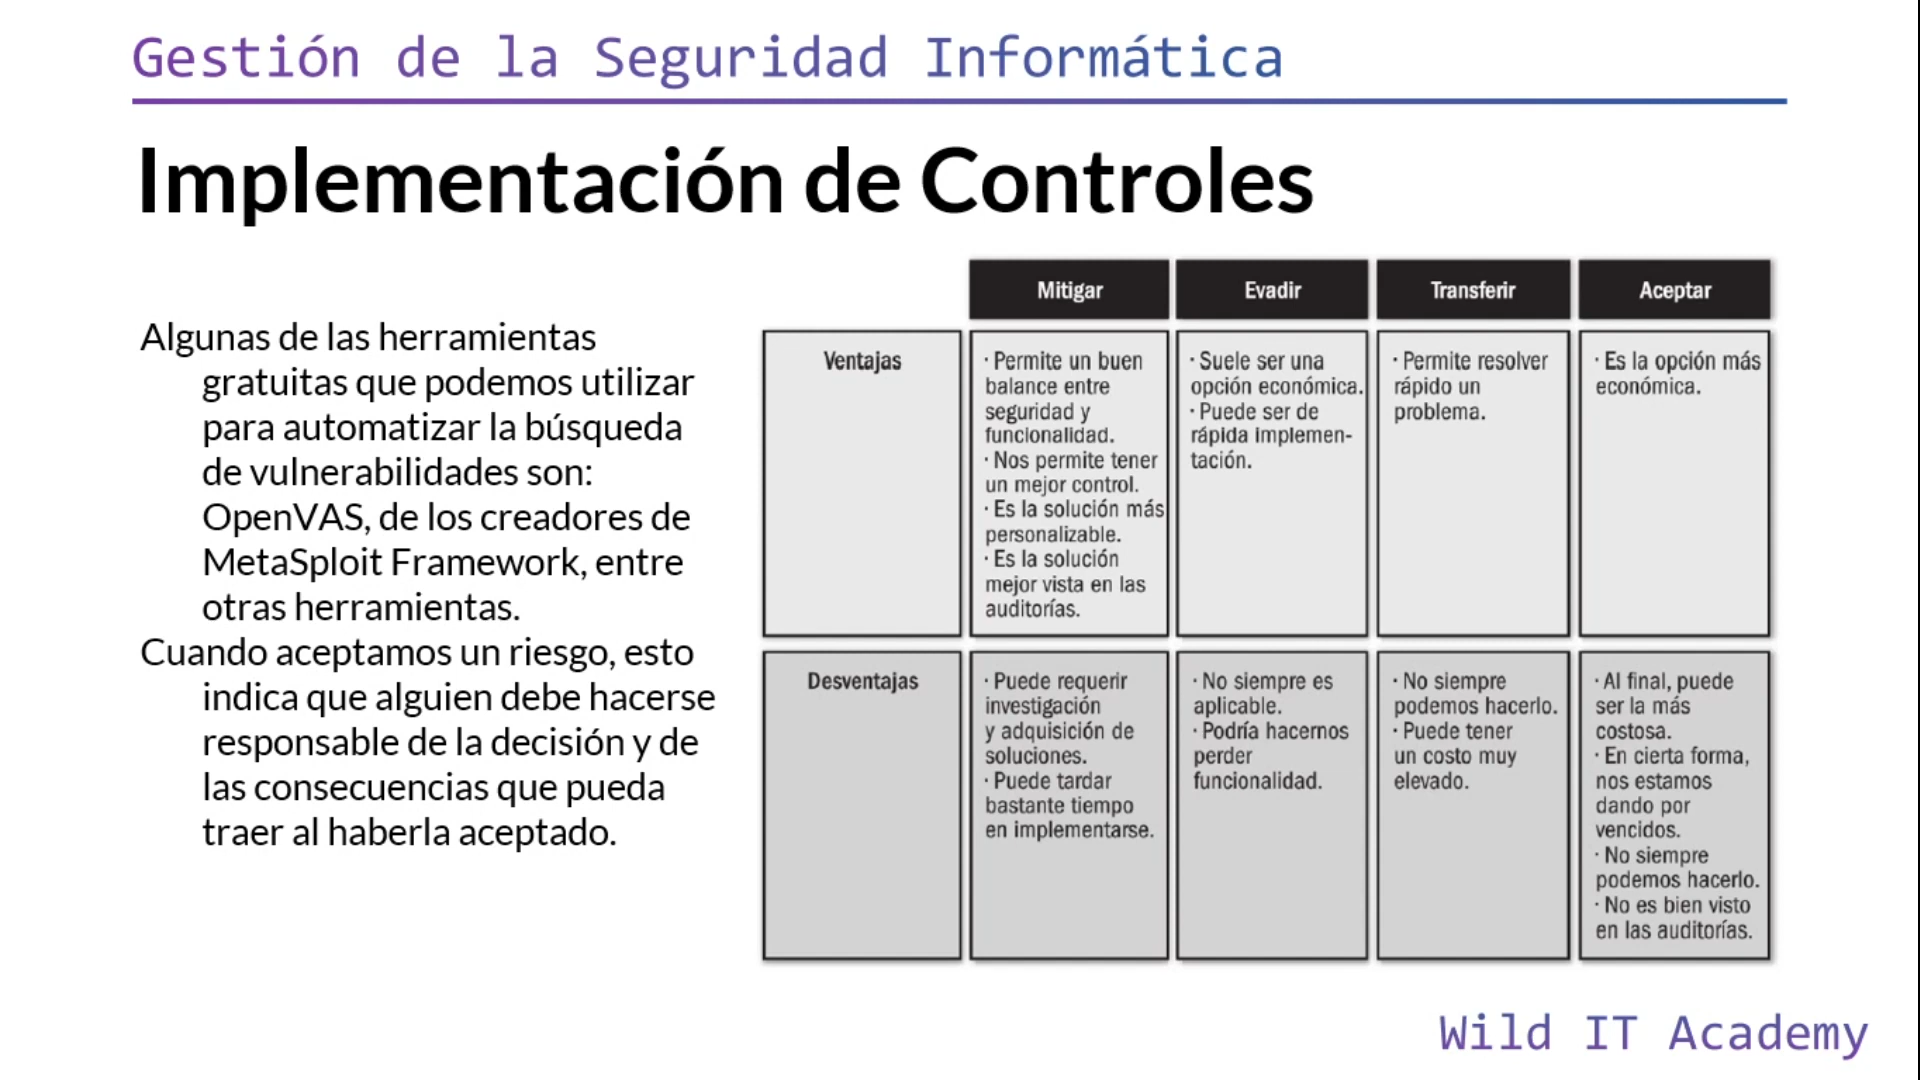 Gestión de la Seguridad Informática
Implementación de Controles
Algunas de las herramientas
gratuitas que podemos utilizar
para automatizar la búsqueda
de vulnerabilidades son:
OpenVAS, de los creadores de
MetaSploit Framework, entre
otras herramientas.
Cuando aceptamos un riesgo, esto
indica que alguien debe hacerse
responsable de la decisión y de
las consecuencias que pueda
traer al haberla aceptado.
Mitigar
Evadir
Transferir
Aceptar
Ventajas
· Permite un buen
balance entre
seguridad y
funcionalidad.
· Nos permite tener
un mejor control.
· Es la solución más
personalizable.
· Es la solución
mejor vista en las
auditorías.
· Suele ser una
opción económica.
· Puede ser de
rápida implemen-
tación.
· Permite resolver
rápido un
problema.
· Es la opción más
económica.
Desventajas
· Puede requerir
investigación
y adquisición de
soluciones.
· Puede tardar
bastante tiempo
en implementarse.
· No siempre es
aplicable.
· Podría hacernos
perder
funcionalidad.
· No siempre
podemos hacerlo.
· Puede tener
un costo muy
elevado.
· Al final, puede
ser la más
costosa.
· En cierta forma,
nos estamos
dando por
vencidos.
· No siempre
podemos hacerlo.
· No es bien visto
en las auditorías.
Wild IT Academy